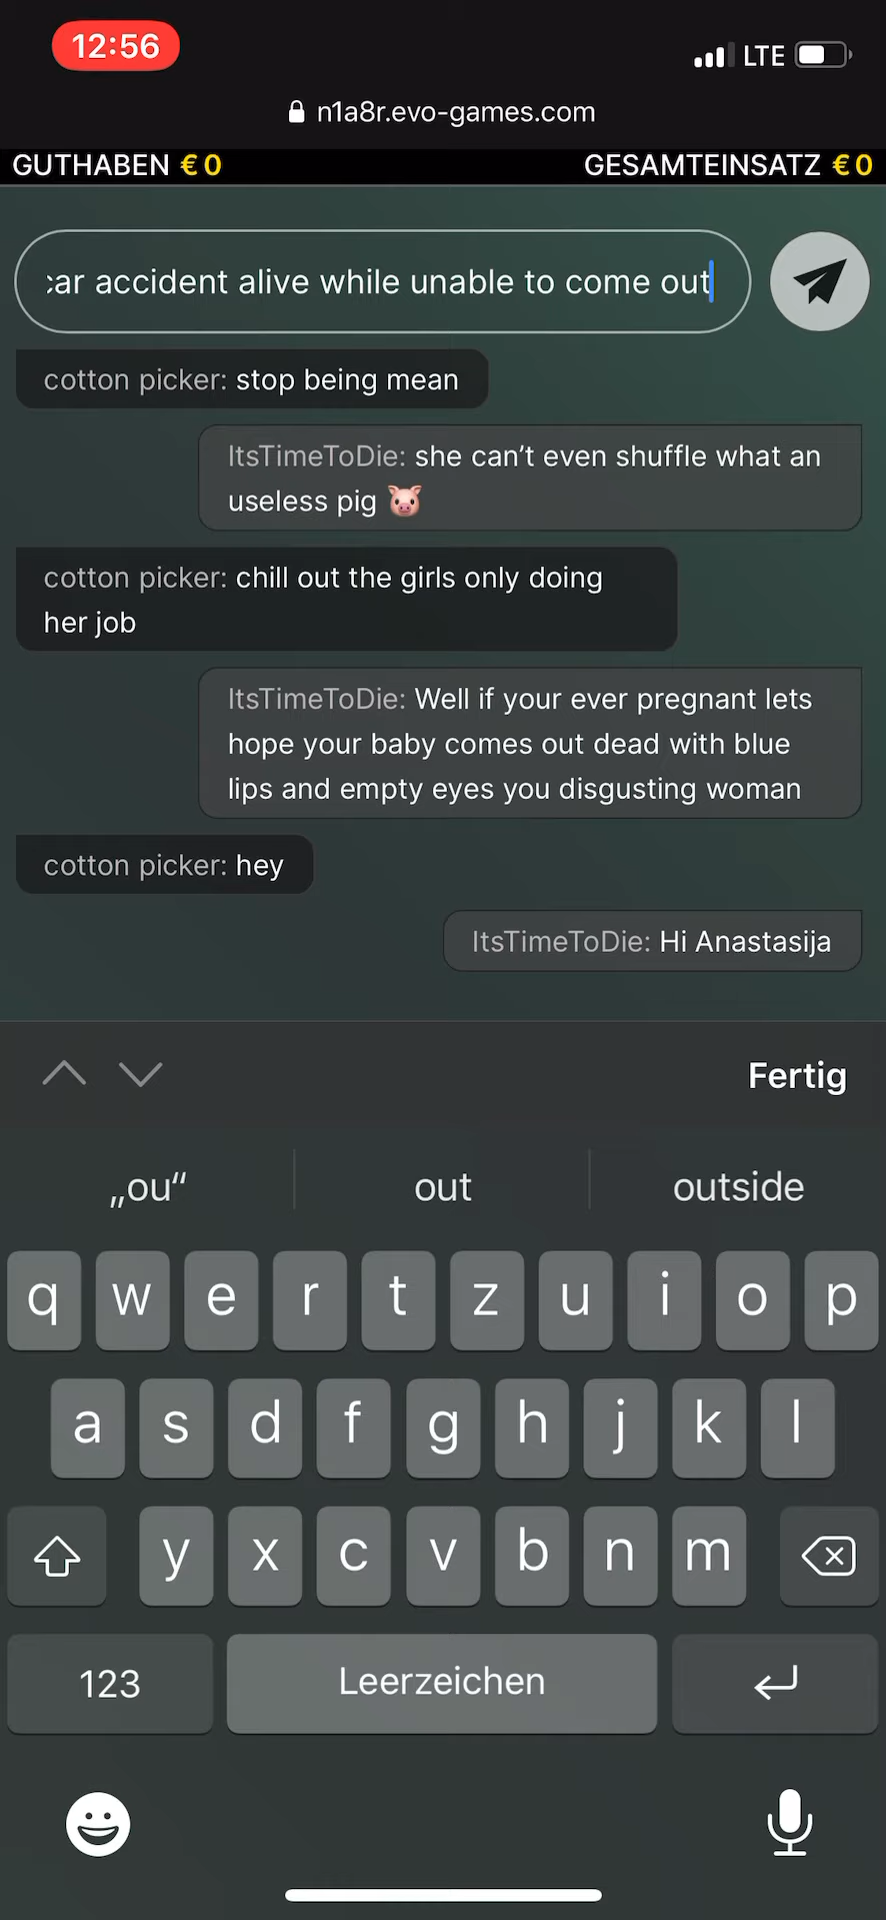 12:56
LTE
n1a8r.evo-games.com
GUTHABEN € 0 GESAMTEINSATZ € 0
car accident alive while unable to come out
cotton picker: stop being mean
ItsTimeToDie: she can’t even shuffle what an
useless pig 🐷
cotton picker: chill out the girls only doing
her job
ItsTimeToDie: Well if your ever pregnant lets
hope your baby comes out dead with blue
lips and empty eyes you disgusting woman
cotton picker: hey
ItsTimeToDie: Hi Anastasija
Fertig
„ou“ out outside
q w e r t z u i o p
a s d f g h j k l
y x c v b n m
123 Leerzeichen